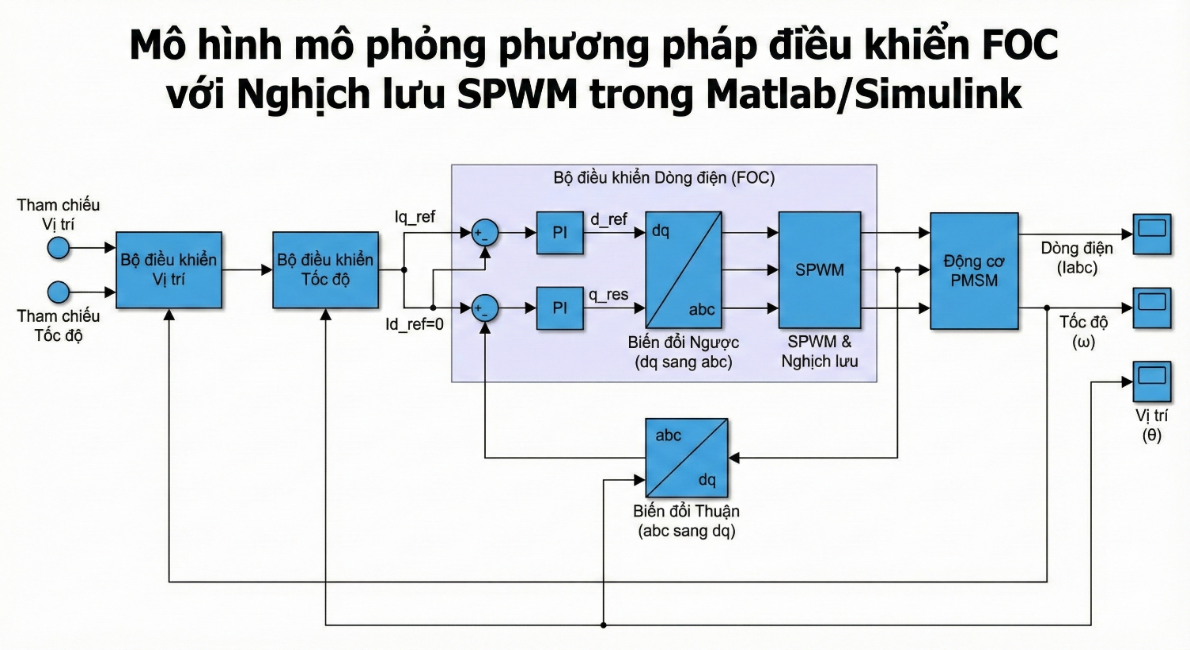 Mô hình mô phỏng phương pháp điều khiển FOC
với Nghịch lưu SPWM trong Matlab/Simulink
Bộ điều khiển Dòng điện (FOC)
Tham chiếu
Vị trí
Tham chiếu
Tốc độ
Bộ điều khiển
Vị trí
Bộ điều khiển
Tốc độ
Iq_ref
Id_ref=0
+
-
+
-
PI
PI
d_ref
q_res
dq
abc
Biến đổi Ngược
(dq sang abc)
SPWM
SPWM &
Nghịch lưu
Động cơ
PMSM
Dòng điện
(Iabc)
Tốc độ
(ω)
Vị trí
(θ)
abc
dq
Biến đổi Thuận
(abc sang dq)